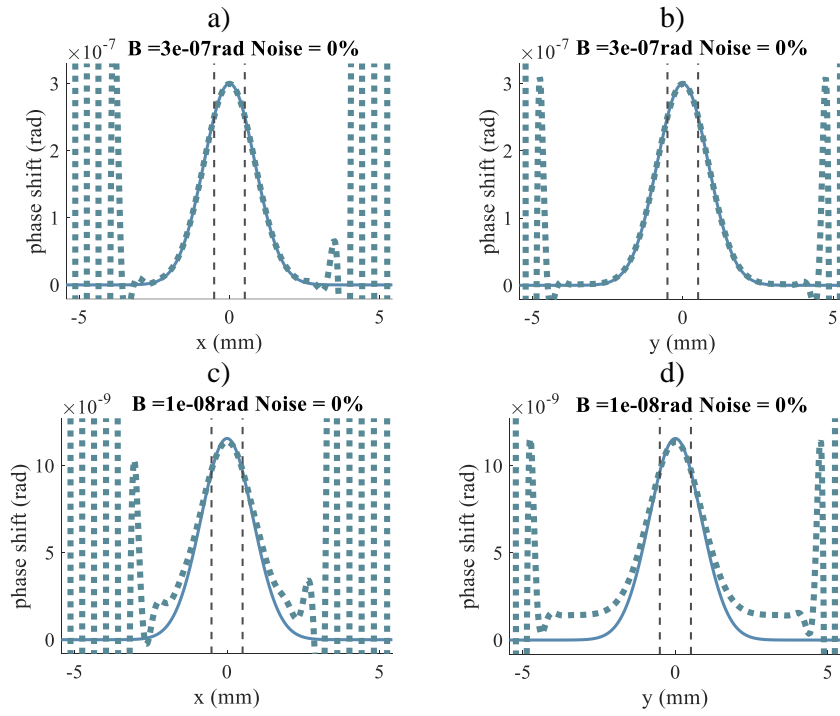 a)
×10⁻⁷
B =3e-07rad Noise = 0%
3
2
1
0
phase shift (rad)
-5
0
5
x (mm)
b)
×10⁻⁷
B =3e-07rad Noise = 0%
3
2
1
0
phase shift (rad)
-5
0
5
y (mm)
c)
×10⁻⁹
B =1e-08rad Noise = 0%
10
5
0
phase shift (rad)
-5
0
5
x (mm)
d)
×10⁻⁹
B =1e-08rad Noise = 0%
10
5
0
phase shift (rad)
-5
0
5
y (mm)